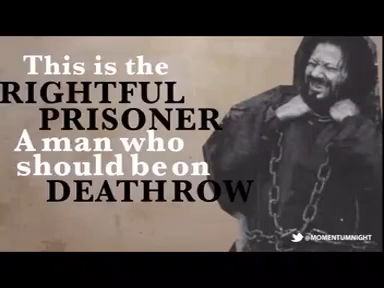 This is the
RIGHTFUL
PRISONER
A man who
should be on
DEATH ROW
@MOMENTUMNIGHT